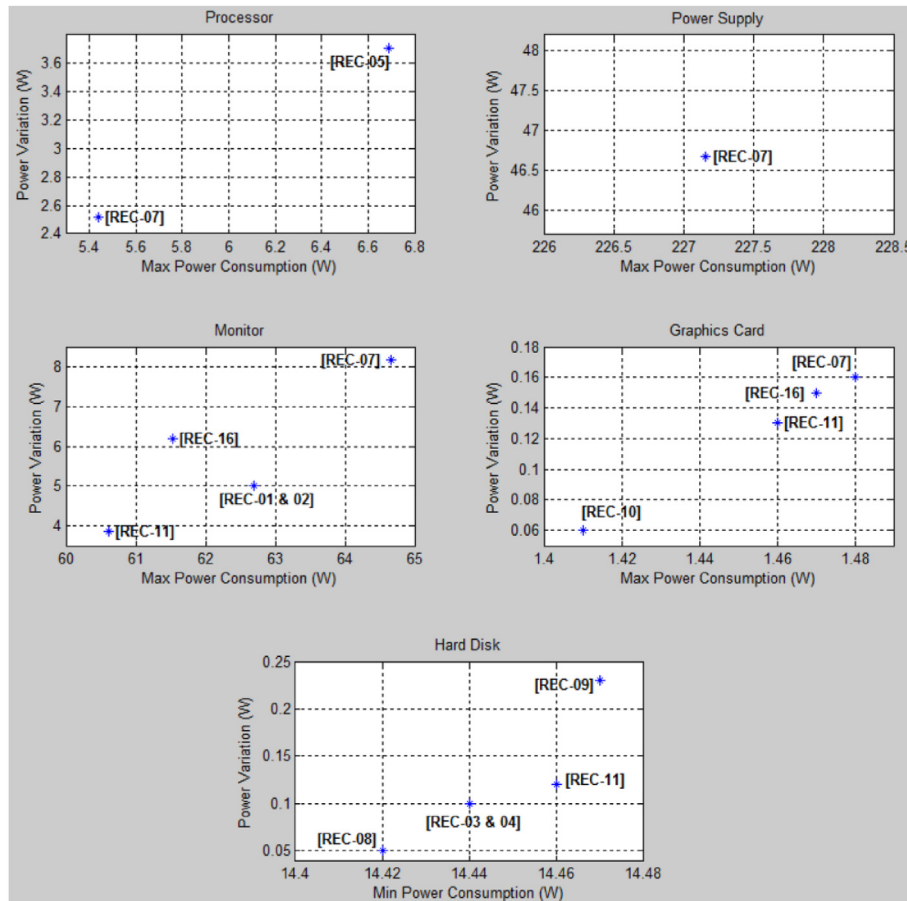 Processor
Power Variation (W)
3.6
3.4
3.2
3
2.8
2.6
2.4
[REC-05]
[REC-07]
5.4 5.6 5.8 6 6.2 6.4 6.6 6.8
Max Power Consumption (W)
Power Supply
Power Variation (W)
48
47.5
47
46.5
46
[REC-07]
226 226.5 227 227.5 228 228.5
Max Power Consumption (W)
Monitor
Power Variation (W)
8
7
6
5
4
[REC-07]
[REC-16]
[REC-01 & 02]
[REC-11]
60 61 62 63 64 65
Max Power Consumption (W)
Graphics Card
Power Variation (W)
0.18
0.16
0.14
0.12
0.1
0.08
0.06
[REC-07]
[REC-16]
[REC-11]
[REC-10]
1.4 1.42 1.44 1.46 1.48
Max Power Consumption (W)
Hard Disk
Power Variation (W)
0.25
0.2
0.15
0.1
0.05
[REC-09]
[REC-11]
[REC-03 & 04]
[REC-08]
14.4 14.42 14.44 14.46 14.48
Min Power Consumption (W)